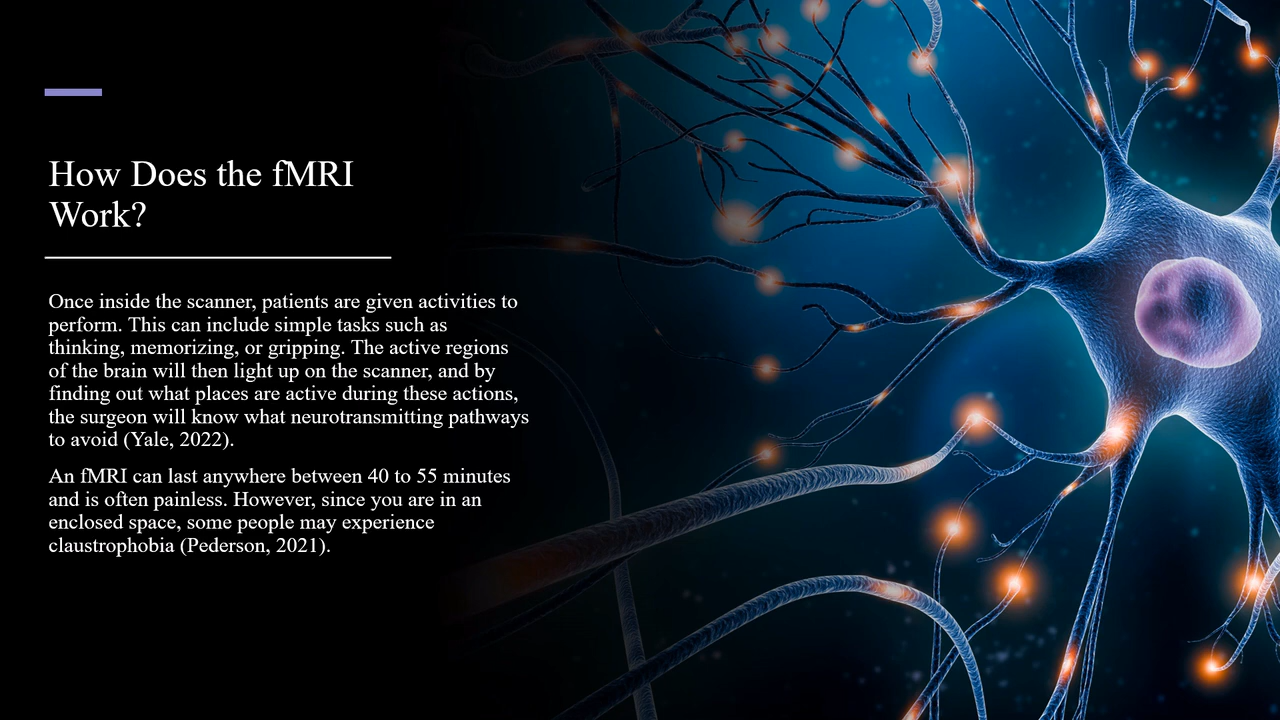 How Does the fMRI
Work?
Once inside the scanner, patients are given activities to
perform. This can include simple tasks such as
thinking, memorizing, or gripping. The active regions
of the brain will then light up on the scanner, and by
finding out what places are active during these actions,
the surgeon will know what neurotransmitting pathways
to avoid (Yale, 2022).
An fMRI can last anywhere between 40 to 55 minutes
and is often painless. However, since you are in an
enclosed space, some people may experience
claustrophobia (Pederson, 2021).